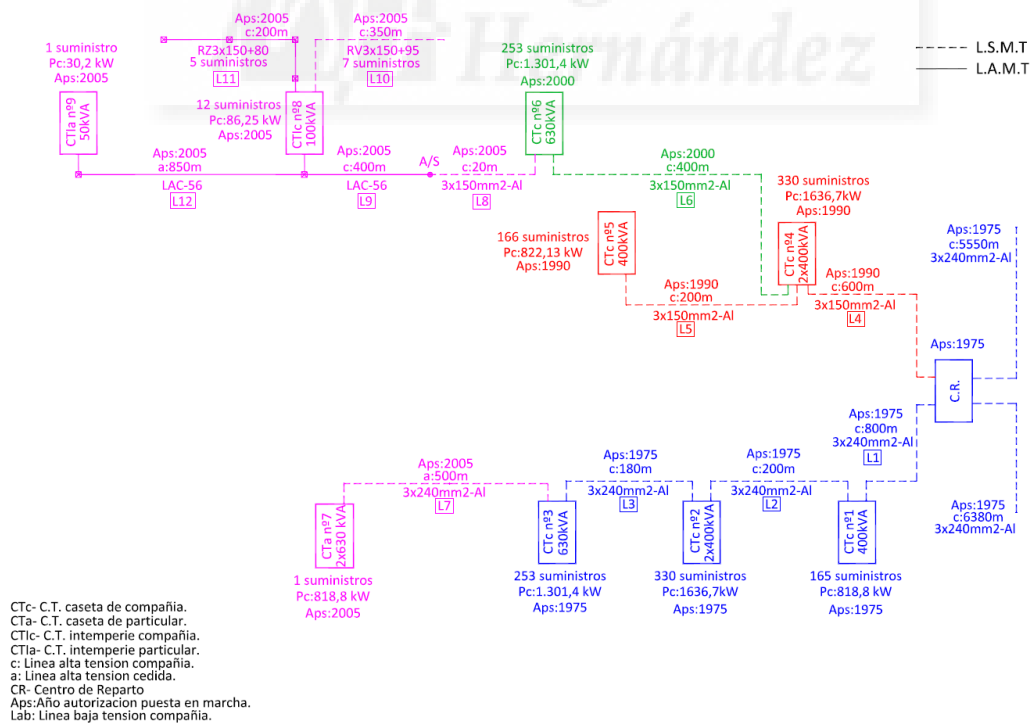 Hernández
Aps:2005
c:200m
RZ3x150+80
5 suministros
L11
Aps:2005
c:350m
RV3x150+95
7 suministros
L10
L.S.M.T
L.A.M.T
1 suministro
Pc:30,2 kW
Aps:2005
CTIa nº9
50kVA
12 suministros
Pc:86,25 kW
Aps:2005
CTIc nº8
100kVA
253 suministros
Pc:1.301,4 kW
Aps:2000
CTc nº6
630kVA
Aps:2005
a:850m
LAC-56
L12
Aps:2005
c:400m
LAC-56
L9
A/S
Aps:2005
c:20m
3x150mm2-Al
L8
Aps:2000
c:400m
3x150mm2-Al
L6
330 suministros
Pc:1636,7kW
Aps:1990
CTc nº4
2x400kVA
166 suministros
Pc:822,13 kW
Aps:1990
CTc nº5
400kVA
Aps:1990
c:200m
3x150mm2-Al
L5
Aps:1990
c:600m
3x150mm2-Al
L4
Aps:1975
c:5550m
3x240mm2-Al
Aps:1975
C.R.
Aps:1975
c:800m
3x240mm2-Al
L1
Aps:1975
c:6380m
3x240mm2-Al
Aps:2005
a:500m
3x240mm2-Al
L7
Aps:1975
c:180m
3x240mm2-Al
L3
Aps:1975
c:200m
3x240mm2-Al
L2
CTa nº7
2x630 kVA
1 suministros
Pc:818,8 kW
Aps:2005
CTc nº3
630kVA
253 suministros
Pc:1.301,4 kW
Aps:1975
CTc nº2
2x400kVA
330 suministros
Pc:1636,7kW
Aps:1975
CTc nº1
400kVA
165 suministros
Pc:818,8 kW
Aps:1975
CTc- C.T. caseta de compañia.
CTa- C.T. caseta de particular.
CTIc- C.T. intemperie compañia.
CTIa- C.T. intemperie particular.
c: Linea alta tension compañia.
a: Linea alta tension cedida.
CR- Centro de Reparto
Aps:Año autorizacion puesta en marcha.
Lab: Linea baja tension compañia.